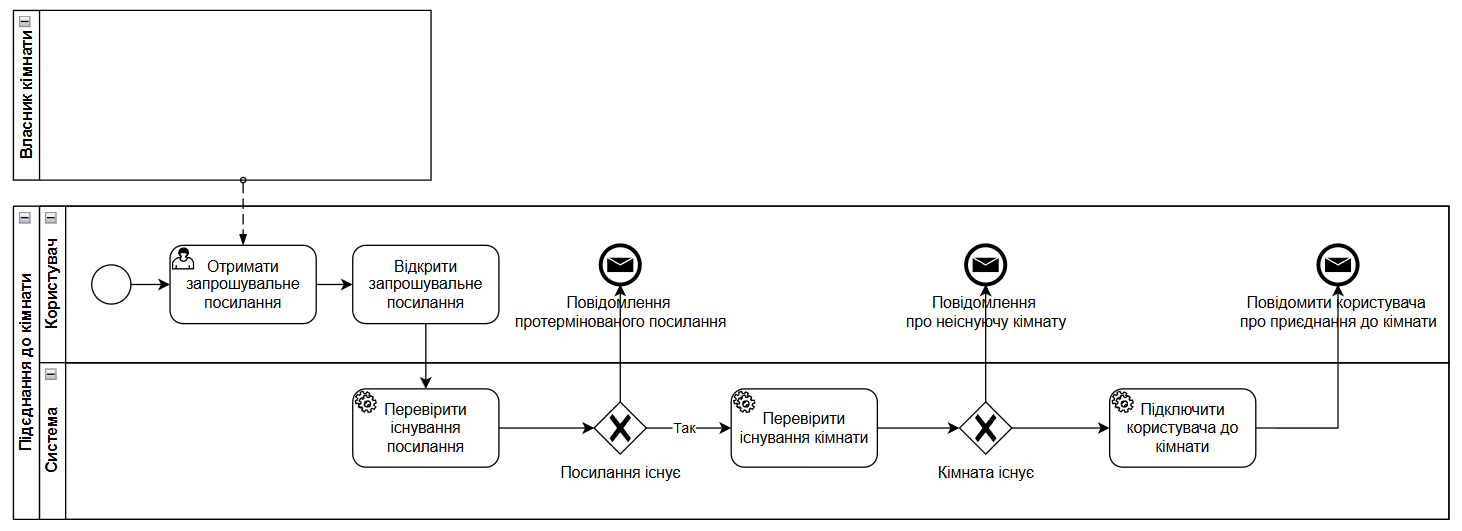 Власник кімнати
Підєднання до кімнати
Користувач
Отримати
запрошувальне
посилання
Відкрити
запрошувальне
посилання
Повідомлення
протермінованого посилання
Повідомлення
про неіснуючу кімнату
Повідомити користувача
про приєднання до кімнати
Система
Перевірити
існування
посилання
Посилання існує
Так
Перевірити
існування кімнати
Кімната існує
Підключити
користувача до
кімнати